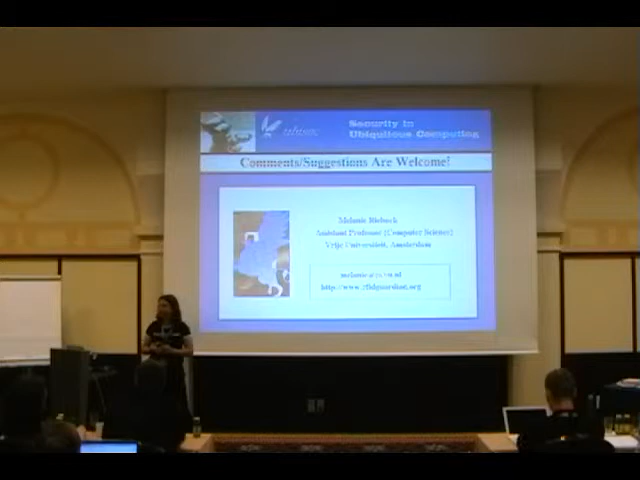 Security in
Ubiquitous Computing
Comments/Suggestions Are Welcome!
Melanie Rieback
Assistant Professor (Computer Science)
Vrije Universiteit, Amsterdam
http://www.rfidguardian.org